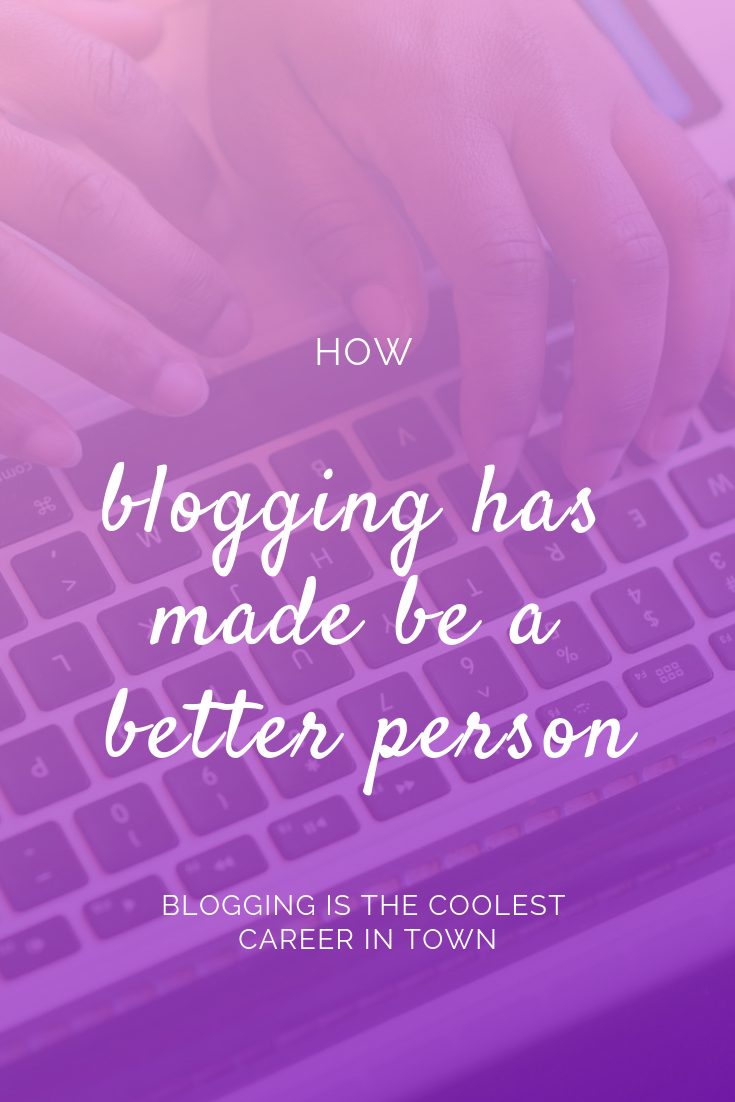 HOW
blogging has
made be a
better person
BLOGGING IS THE COOLEST
CAREER IN TOWN